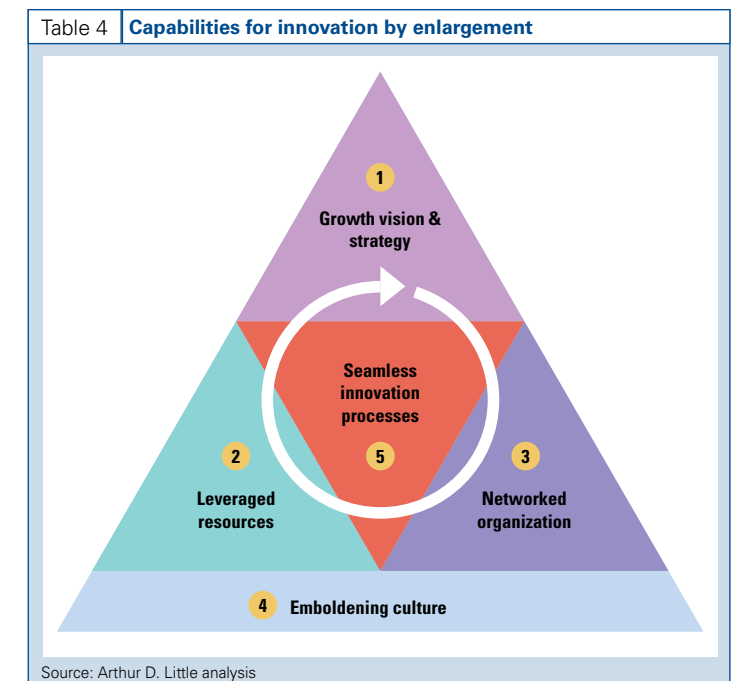 Table 4
Capabilities for innovation by enlargement
1
Growth vision &
strategy
Seamless
innovation
processes
2
5
3
Leveraged
resources
Networked
organization
4 Emboldening culture
Source: Arthur D. Little analysis